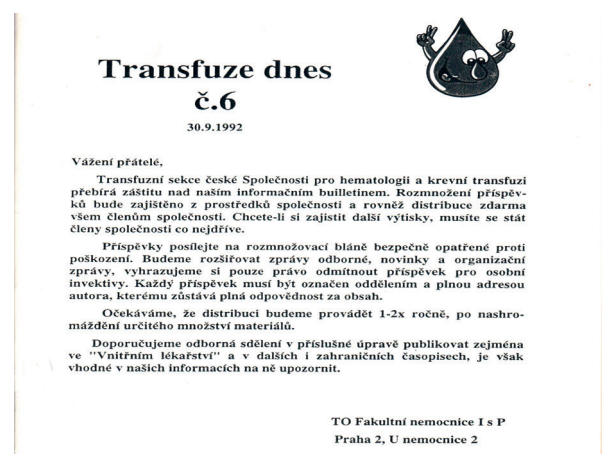 Transfuze dnes
č.6
30.9.1992
Vážení přátelé,
Transfuzní sekce české Společnosti pro hematologii a krevní transfuzi
přebírá záštitu nad naším informačním builletinem. Rozmnožení příspěv-
ků bude zajištěno z prostředků společnosti a rovněž distribuce zdarma
všem členům společnosti. Chcete-li si zajistit další výtisky, musíte se stát
členy společnosti co nejdříve.
Příspěvky posílejte na rozmnožovací bláně bezpečně opatřené proti
poškození. Budeme rozšiřovat zprávy odborné, novinky a organizační
zprávy, vyhrazujeme si pouze právo odmítnout příspěvek pro osobní
invektivy. Každý příspěvek musí být označen oddělením a plnou adresou
autora, kterému zůstává plná odpovědnost za obsah.
Očekáváme, že distribuci budeme provádět 1-2x ročně, po nashro-
máždění určitého množství materiálů.
Doporučujeme odborná sdělení v příslušné úpravě publikovat zejména
ve "Vnitřním lékařství" a v dalších i zahraničních časopisech, je však
vhodné v našich informacích na ně upozornit.
TO Fakultní nemocnice I s P
Praha 2, U nemocnice 2